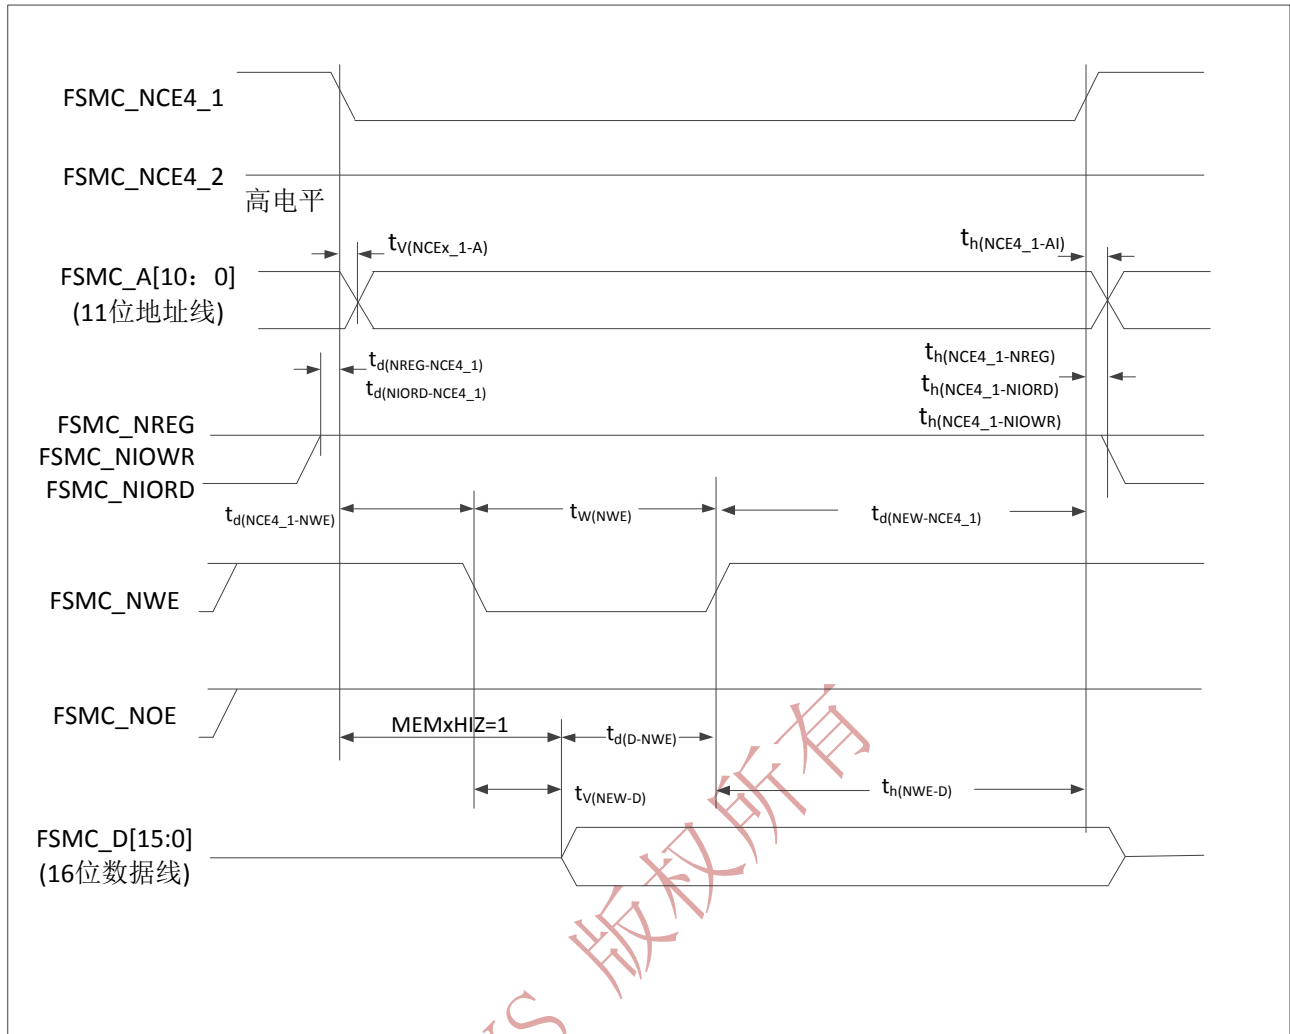 FSMC_NCE4_1
FSMC_NCE4_2
高电平
tV(NCEx_1-A)
th(NCE4_1-AI)
FSMC_A[10：0]
(11位地址线)
td(NREG-NCE4_1)
td(NIORD-NCE4_1)
th(NCE4_1-NREG)
th(NCE4_1-NIORD)
th(NCE4_1-NIOWR)
FSMC_NREG
FSMC_NIOWR
FSMC_NIORD
td(NCE4_1-NWE)
tW(NWE)
td(NEW-NCE4_1)
FSMC_NWE
FSMC_NOE
MEMxHIZ=1
td(D-NWE)
tV(NEW-D)
th(NWE-D)
FSMC_D[15:0]
(16位数据线)
版权所有